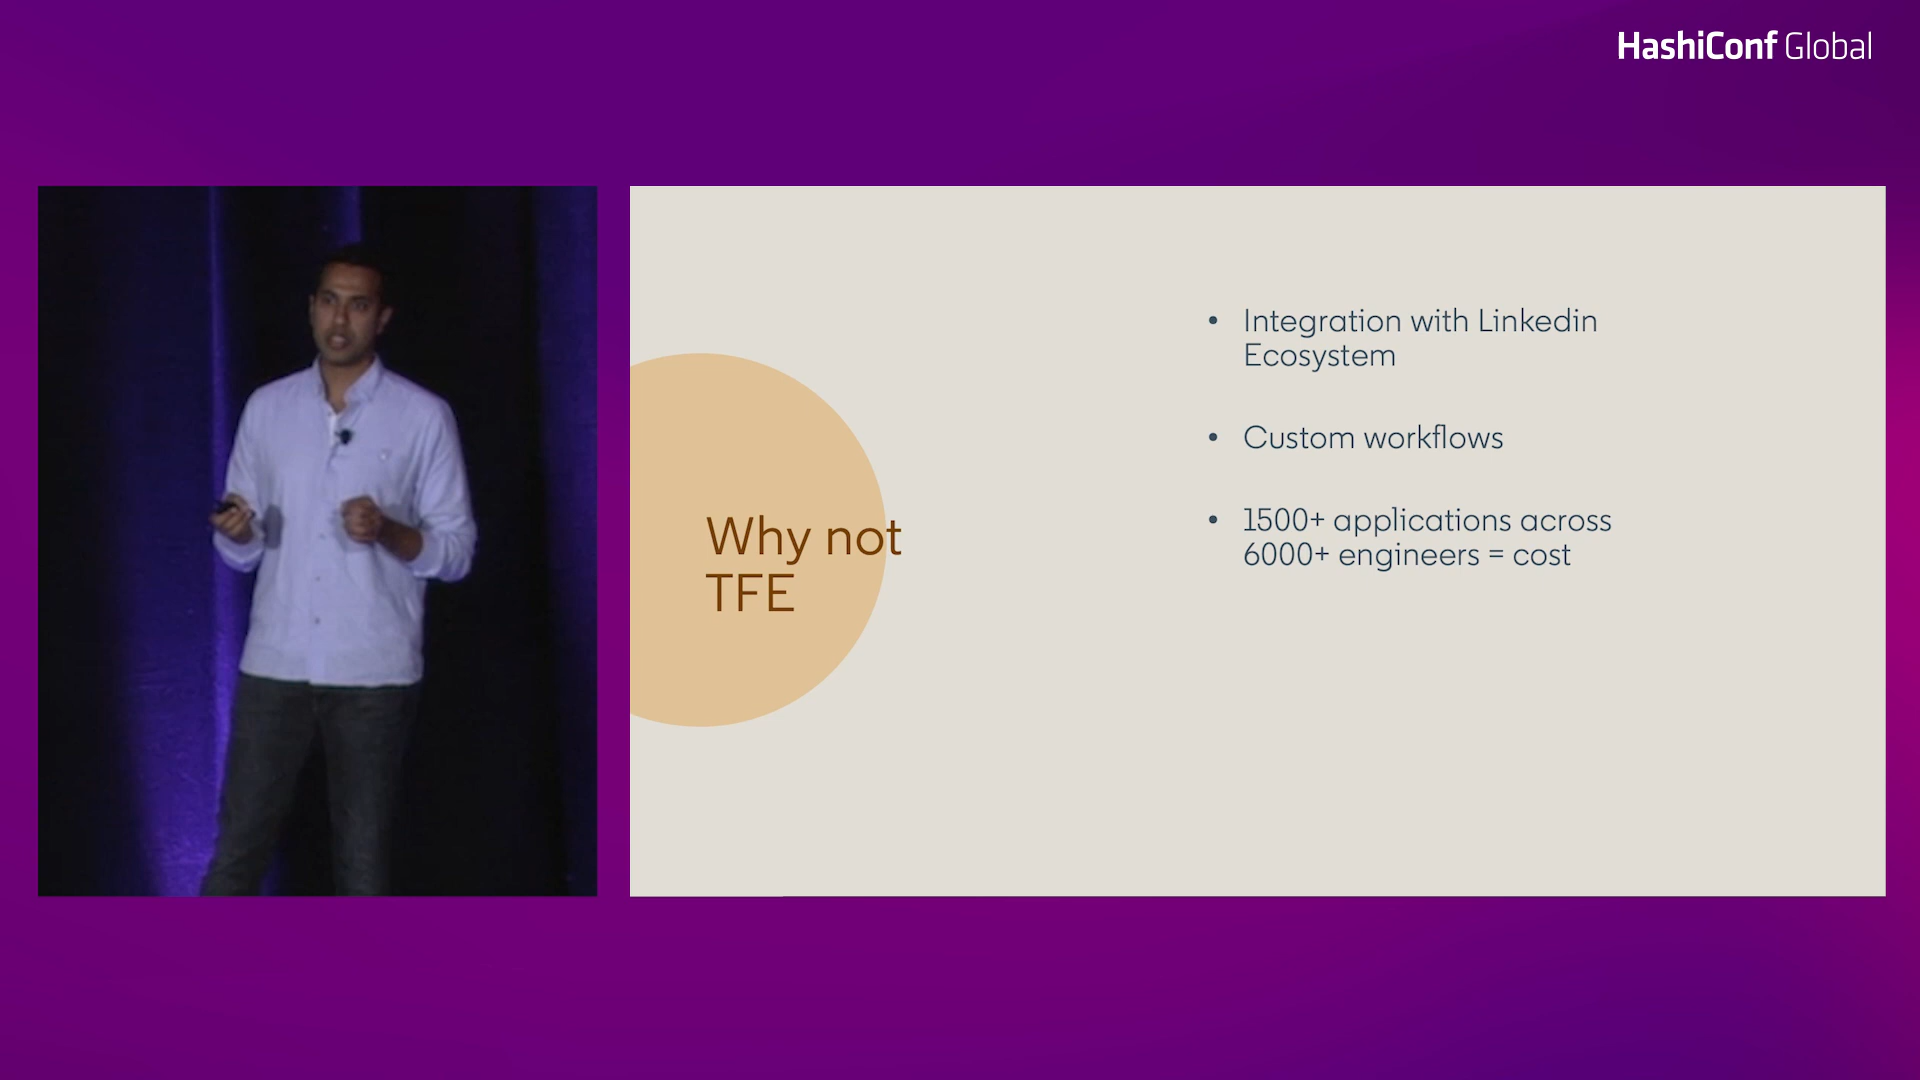 HashiConf Global
Why not
TFE
• Integration with Linkedin
Ecosystem
• Custom workflows
• 1500+ applications across
6000+ engineers = cost